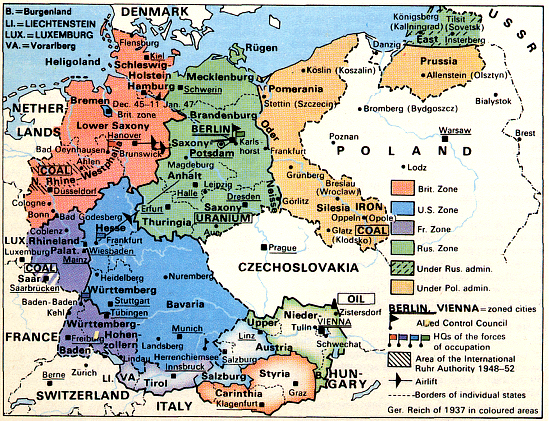 B. = Burgenland
LI. = LIECHTENSTEIN
LUX. = LUXEMBURG
VA. = Vorarlberg
DENMARK
USSR
Königsberg
(Kaliningrad)
Tilsit
(Sovetsk)
East
Insterberg
Prussia
Danzig
Allenstein (Olsztyn)
Flensburg
Kiel
Schleswig
Holstein
Heligoland
Rügen
Hamburg
Mecklenburg
Schwerin
Köslin (Koszalin)
Pomerania
Stettin (Szczecin)
Bromberg (Bydgoszcz)
Bialystok
NETHER-
LANDS
Bremen
Dec. 45–11 Jan. 47
Brit. zone
Lower Saxony
Hanover
Brandenburg
BERLIN
Karls-
horst
Potsdam
Saxony
Oder
Frankfurt
Poznan
Warsaw
Brest
POLAND
Lodz
Bad Oeynhausen
Brunswick
Ahlen
COAL
N. Rhine
Westphalia
Düsseldorf
Cologne
Bonn
Magdeburg
Anhalt
Halle
Leipzig
Dresden
Saxony
Neisse
Grünberg
Görlitz
Breslau
(Wroclaw)
Silesia
IRON
Oppeln (Opole)
Glatz
(Klodsko)
COAL
Erfurt
URANIUM
Thuringia
Aue
Bad Godesberg
Coblenz
Hesse
Frankfurt
Wiesbaden
LUX.
Luxemburg
Rhineland
Palat.
Mainz
COAL
Saar
Saarbrücken
Prague
CZECHOSLOVAKIA
Heidelberg
Nuremberg
Württemberg
Stuttgart
Tübingen
Baden-Baden
Kehl
Bavaria
FRANCE
Württemberg-
Hohen-
zollern
Freiburg
Baden
Munich
Landsberg
Herrenchiemsee
Lindau
Innsbruck
Salzburg
OIL
Zistersdorf
Nieder
Tulln
VIENNA
Schwechat
Upper
Linz
Austria
Zürich
Berne
SWITZERLAND
LI.
VA.
Tirol
ITALY
Salzburg
Carinthia
Klagenfurt
Styria
Graz
B.
HUN-
GARY
Brit. Zone
U.S. Zone
Fr. Zone
Rus. Zone
Under Rus. admin.
Under Pol. admin.
BERLIN, VIENNA = zoned cities
Allied Control Council
HQs of the forces
of occupation
Area of the International
Ruhr Authority 1948–52
Airlift
Borders of individual states
Ger. Reich of 1937 in coloured areas